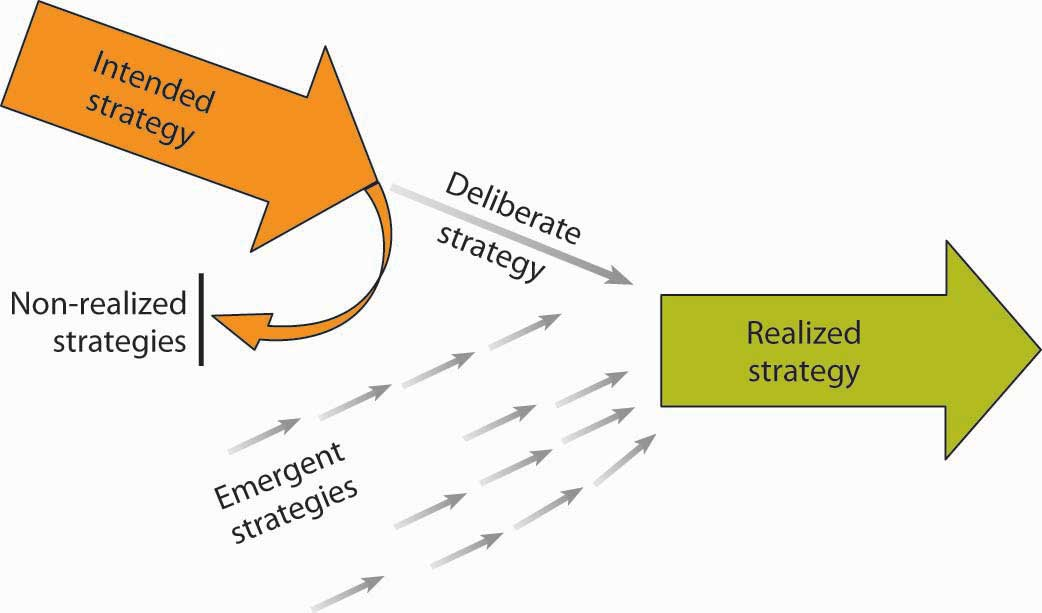 Intended
strategy
Deliberate
strategy
Non-realized
strategies
Realized
strategy
Emergent
strategies